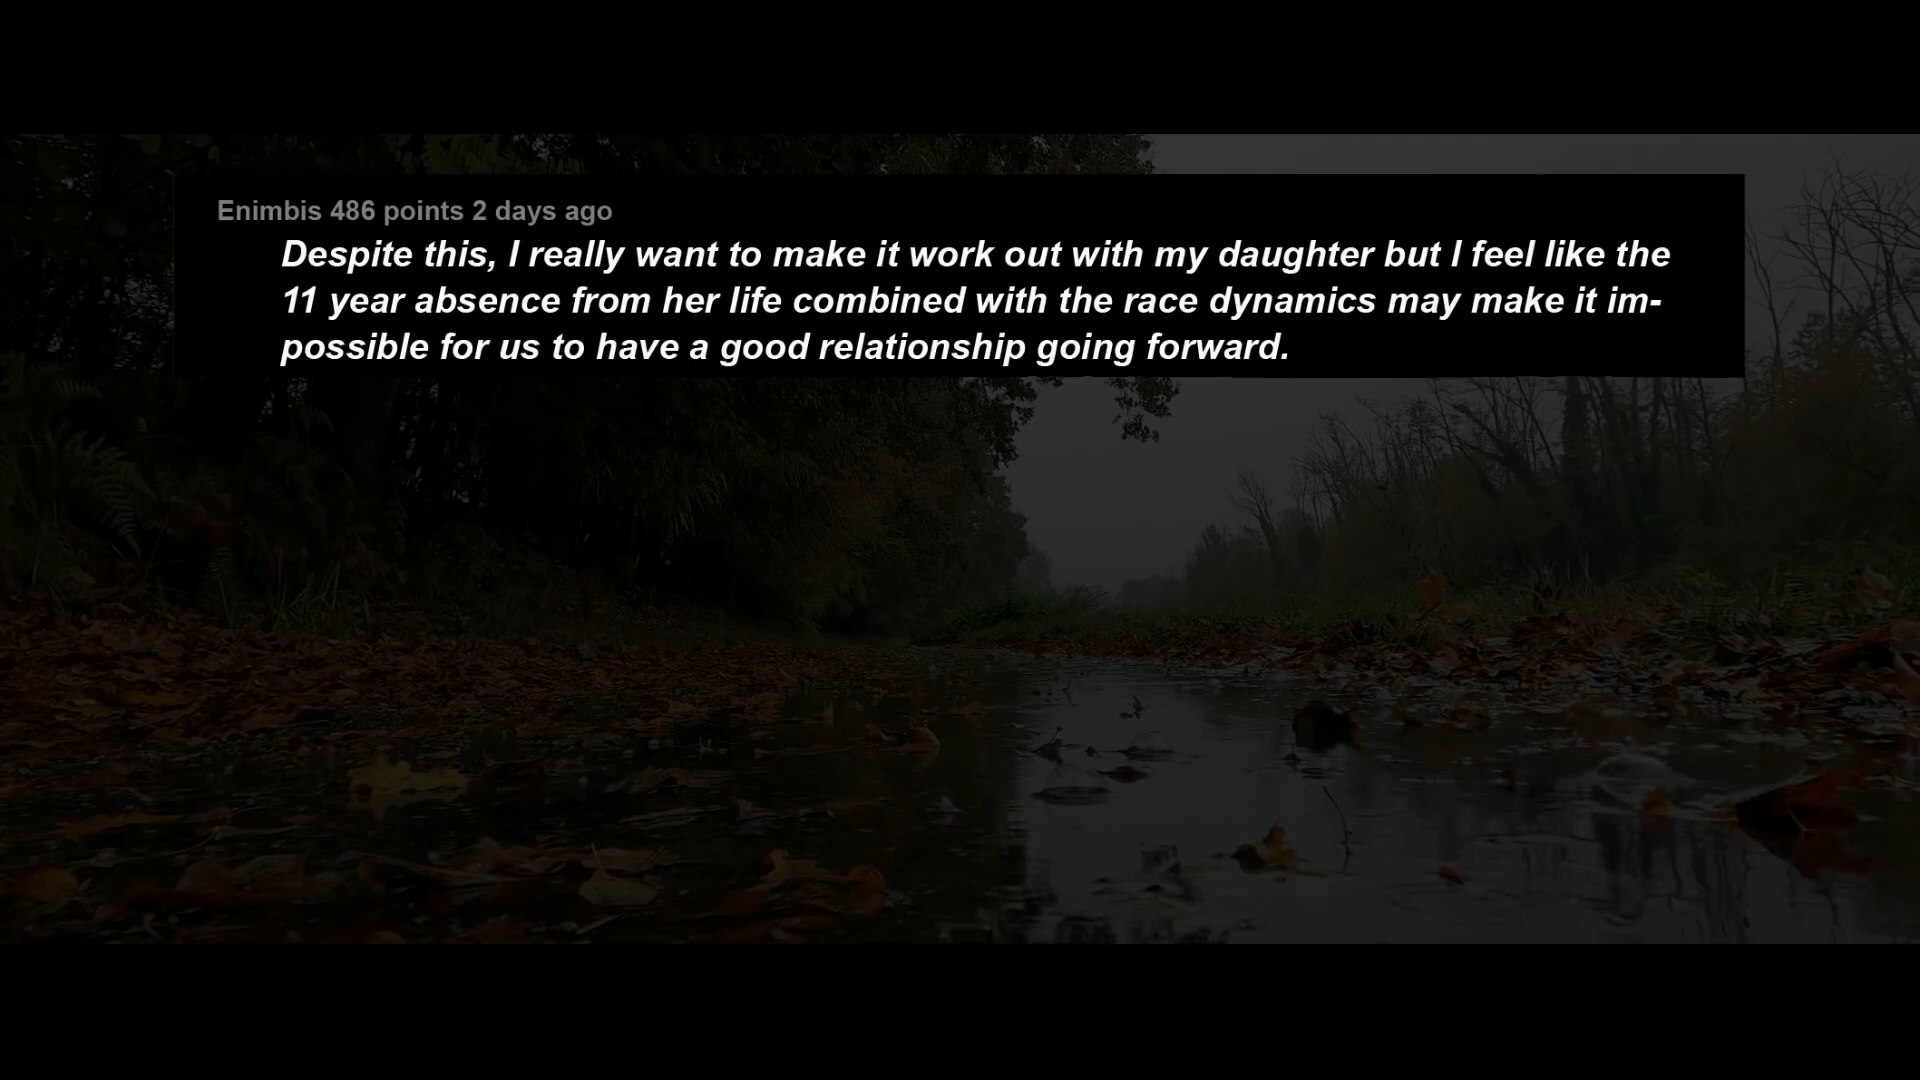 Enimbis 486 points 2 days ago
Despite this, I really want to make it work out with my daughter but I feel like the
11 year absence from her life combined with the race dynamics may make it im-
possible for us to have a good relationship going forward.